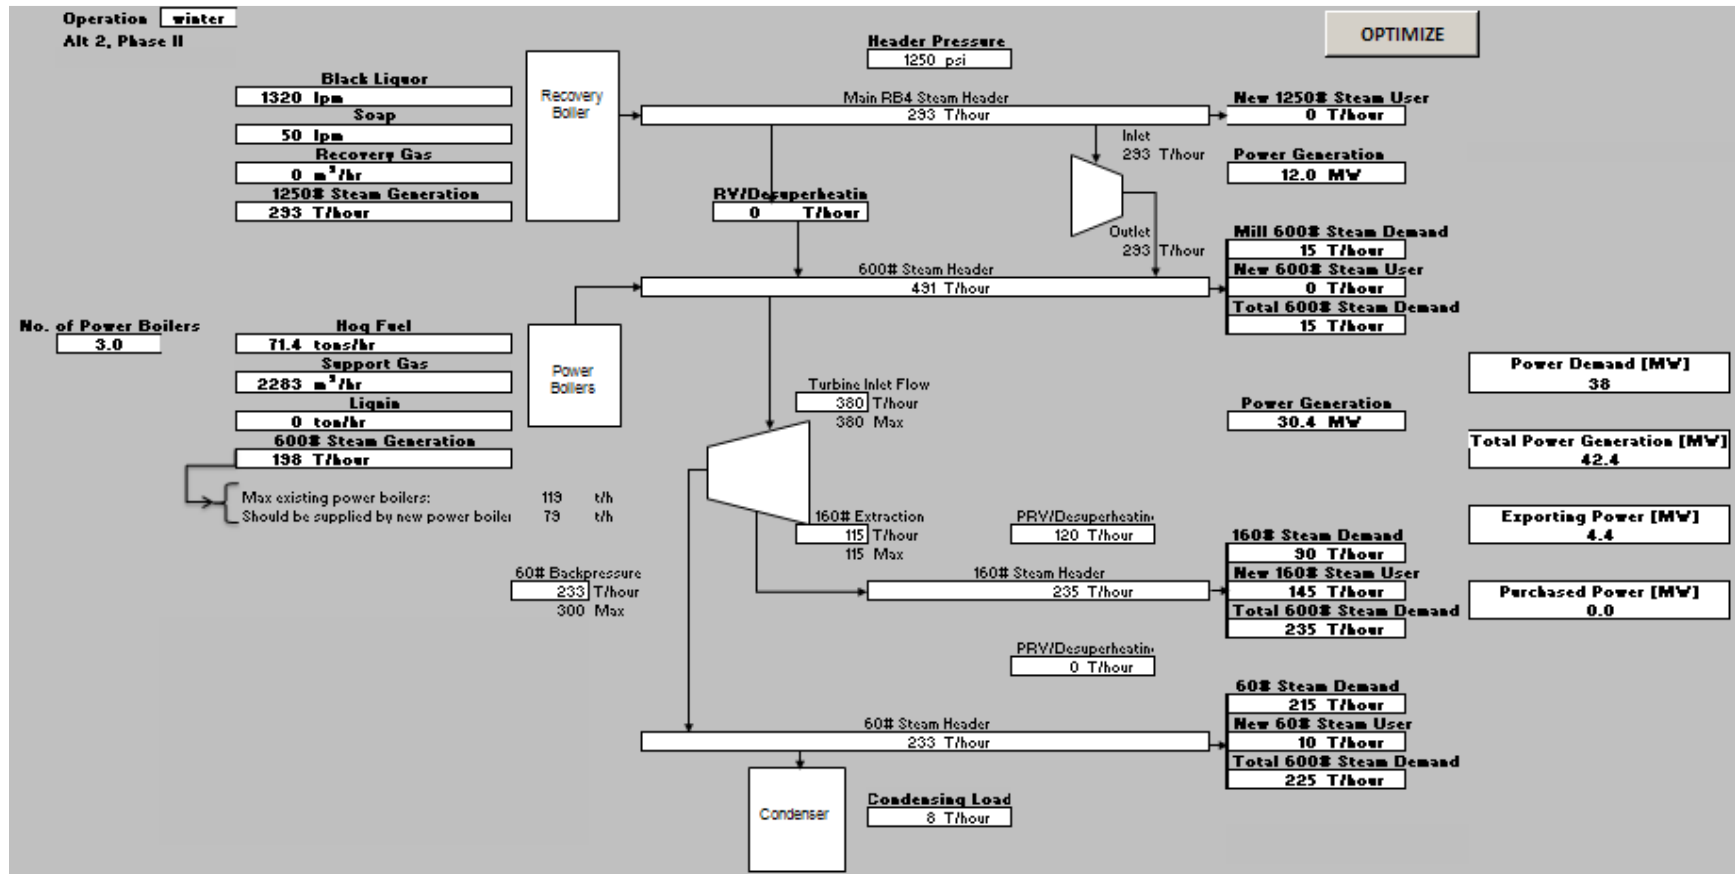 Operation winter
Alt 2, Phase II
OPTIMIZE
Header Pressure
1250 psi
Black Liquor
1320 lpm
Soap
50 lpm
Recovery Gas
0 m³/hr
1250# Steam Generation
293 T/hour
Recovery
Boiler
Main RB4 Steam Header
293 T/hour
New 1250# Steam User
0 T/hour
Inlet
293 T/hour
Power Generation
12.0 MW
RV/Desuperheatin
0 T/hour
Outlet
293 T/hour
Mill 600# Steam Demand
15 T/hour
New 600# Steam User
0 T/hour
Total 600# Steam Demand
15 T/hour
600# Steam Header
491 T/hour
No. of Power Boilers
3.0
Hog Fuel
71.4 tons/hr
Support Gas
2283 m³/hr
Lignin
0 ton/hr
600# Steam Generation
198 T/hour
Power
Boilers
Max existing power boilers: 119 t/h
Should be supplied by new power boiler 79 t/h
Turbine Inlet Flow
380 T/hour
380 Max
Power Generation
30.4 MW
Power Demand [MW]
38
Total Power Generation [MW]
42.4
Exporting Power [MW]
4.4
Purchased Power [MW]
0.0
160# Extraction
115 T/hour
115 Max
PRV/Desuperheating
120 T/hour
60# Backpressure
233 T/hour
300 Max
160# Steam Header
235 T/hour
160# Steam Demand
90 T/hour
New 160# Steam User
145 T/hour
Total 600# Steam Demand
235 T/hour
PRV/Desuperheating
0 T/hour
60# Steam Header
233 T/hour
60# Steam Demand
215 T/hour
New 60# Steam User
10 T/hour
Total 600# Steam Demand
225 T/hour
Condenser
Condensing Load
8 T/hour